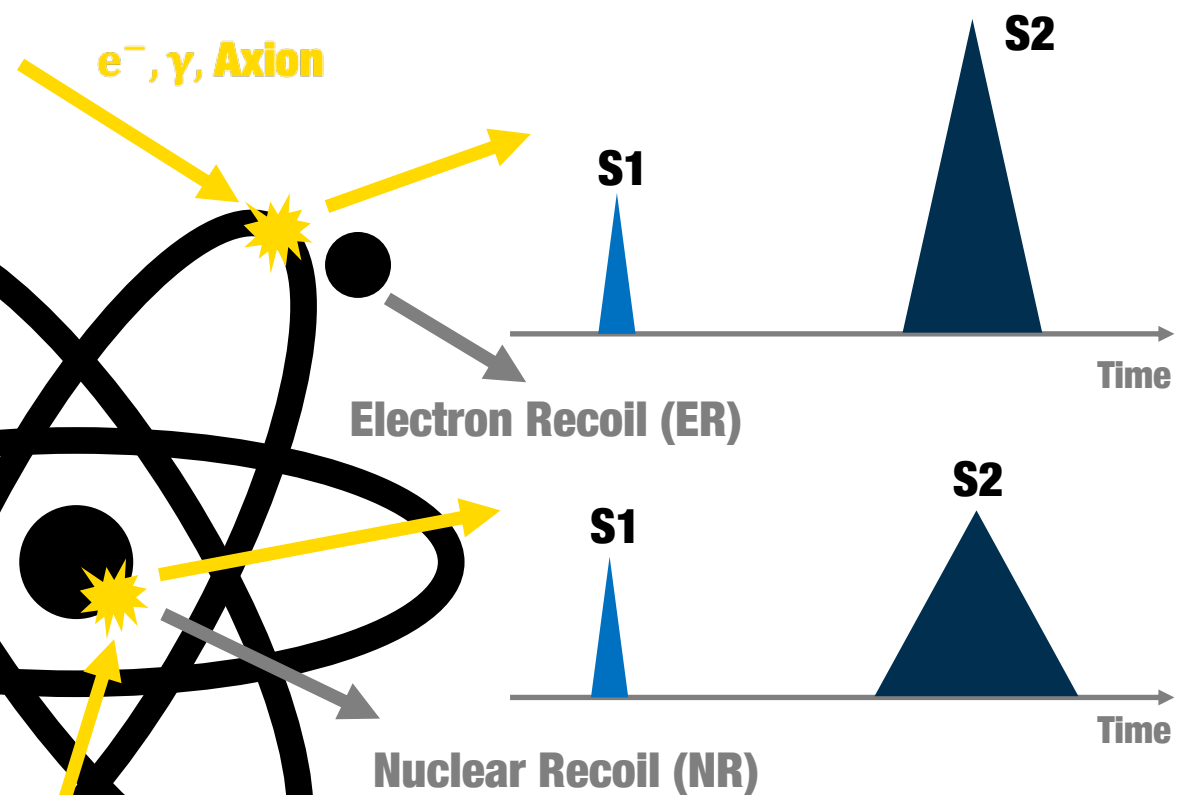 e⁻, γ, Axion
S2
S1
Time
Electron Recoil (ER)
S2
S1
Time
Nuclear Recoil (NR)